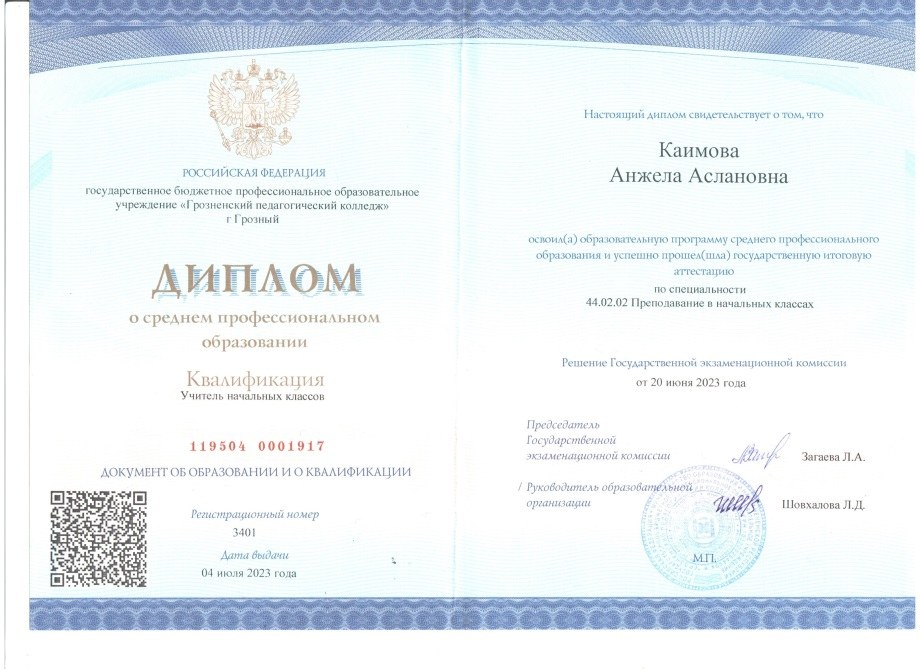 РОССИЙСКАЯ ФЕДЕРАЦИЯ
государственное бюджетное профессиональное образовательное
учреждение «Грозненский педагогический колледж»
г Грозный
ДИПЛОМ
о среднем профессиональном
образовании
Квалификация
Учитель начальных классов
119504 0001917
ДОКУМЕНТ ОБ ОБРАЗОВАНИИ И О КВАЛИФИКАЦИИ
Регистрационный номер
3401
Дата выдачи
04 июля 2023 года
Настоящий диплом свидетельствует о том, что
Каимова
Анжела Аслановна
освоил(а) образовательную программу среднего профессионального
образования и успешно прошел(шла) государственную итоговую
аттестацию
по специальности
44.02.02 Преподавание в начальных классах
Решение Государственной экзаменационной комиссии
от 20 июня 2023 года
Председатель
Государственной
экзаменационной комиссии
Загаева Л.А.
/ Руководитель образовательной
организации
Шовхалова Л.Д.
М.П.